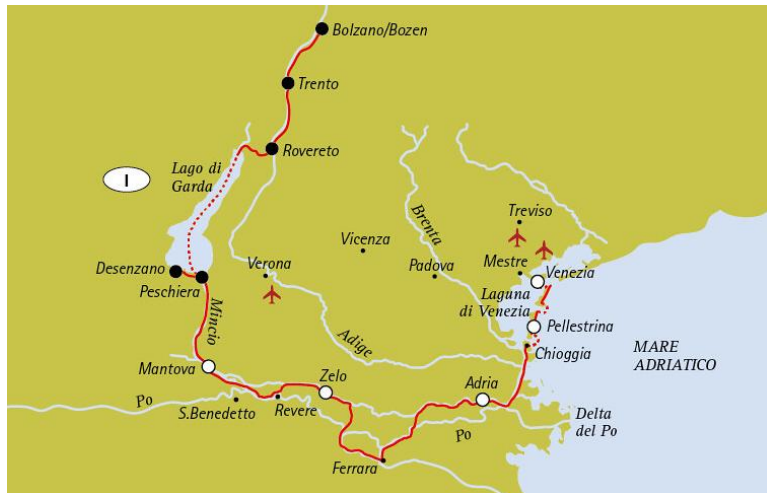 Bolzano/Bozen
Trento
Rovereto
Lago di
Garda
I
Treviso
Brenta
Vicenza
Verona
Padova
Mestre
Venezia
Desenzano
Peschiera
Laguna
di Venezia
Mincio
Pellestrina
Adige
Chioggia
MARE
ADRIATICO
Mantova
Zelo
Adria
Po
S.Benedetto
Revere
Po
Delta
del Po
Ferrara